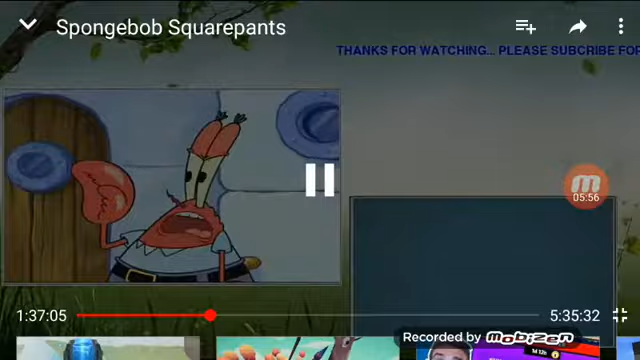 Spongebob Squarepants
THANKS FOR WATCHING... PLEASE SUBCRIBE FOR
05:56
1:37:05
5:35:32
Recorded by mobizen